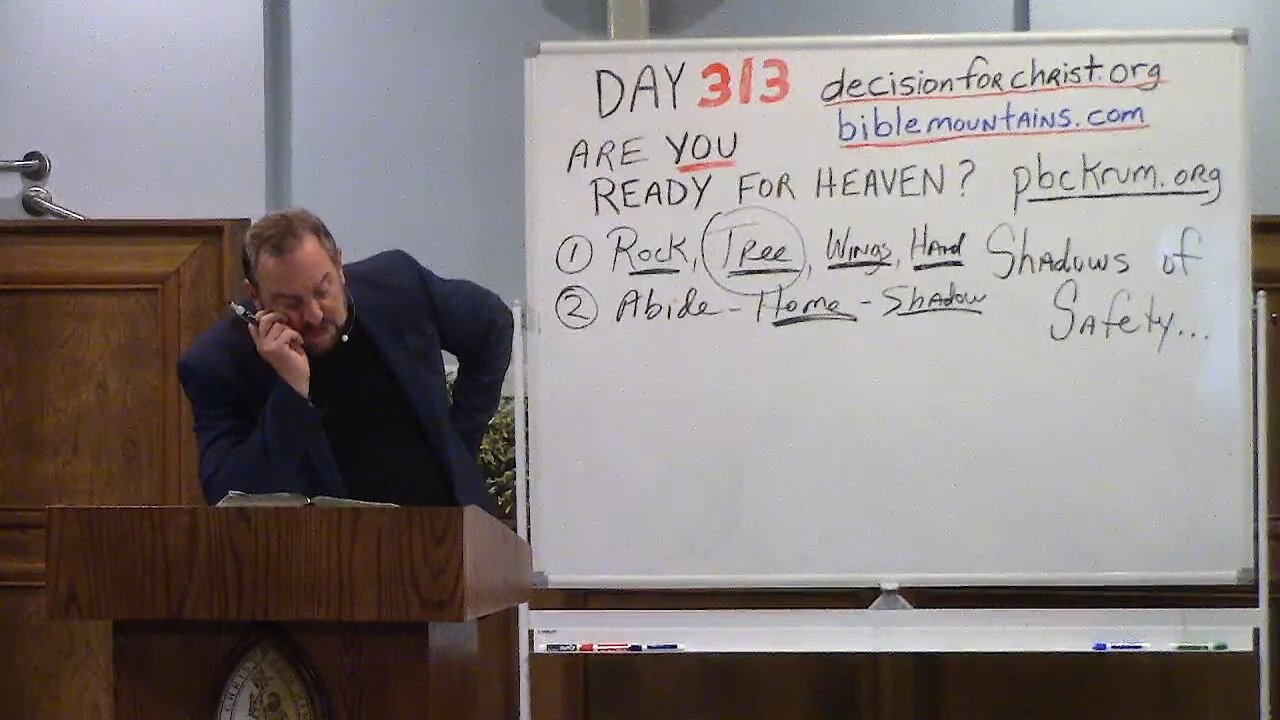 DAY 313 decisionforchrist.org
biblemountains.com
ARE YOU
READY FOR HEAVEN? pbckrum.org
① Rock, Tree, Wings, Hand Shadows of
② Abide - Home - Shadow Safety...